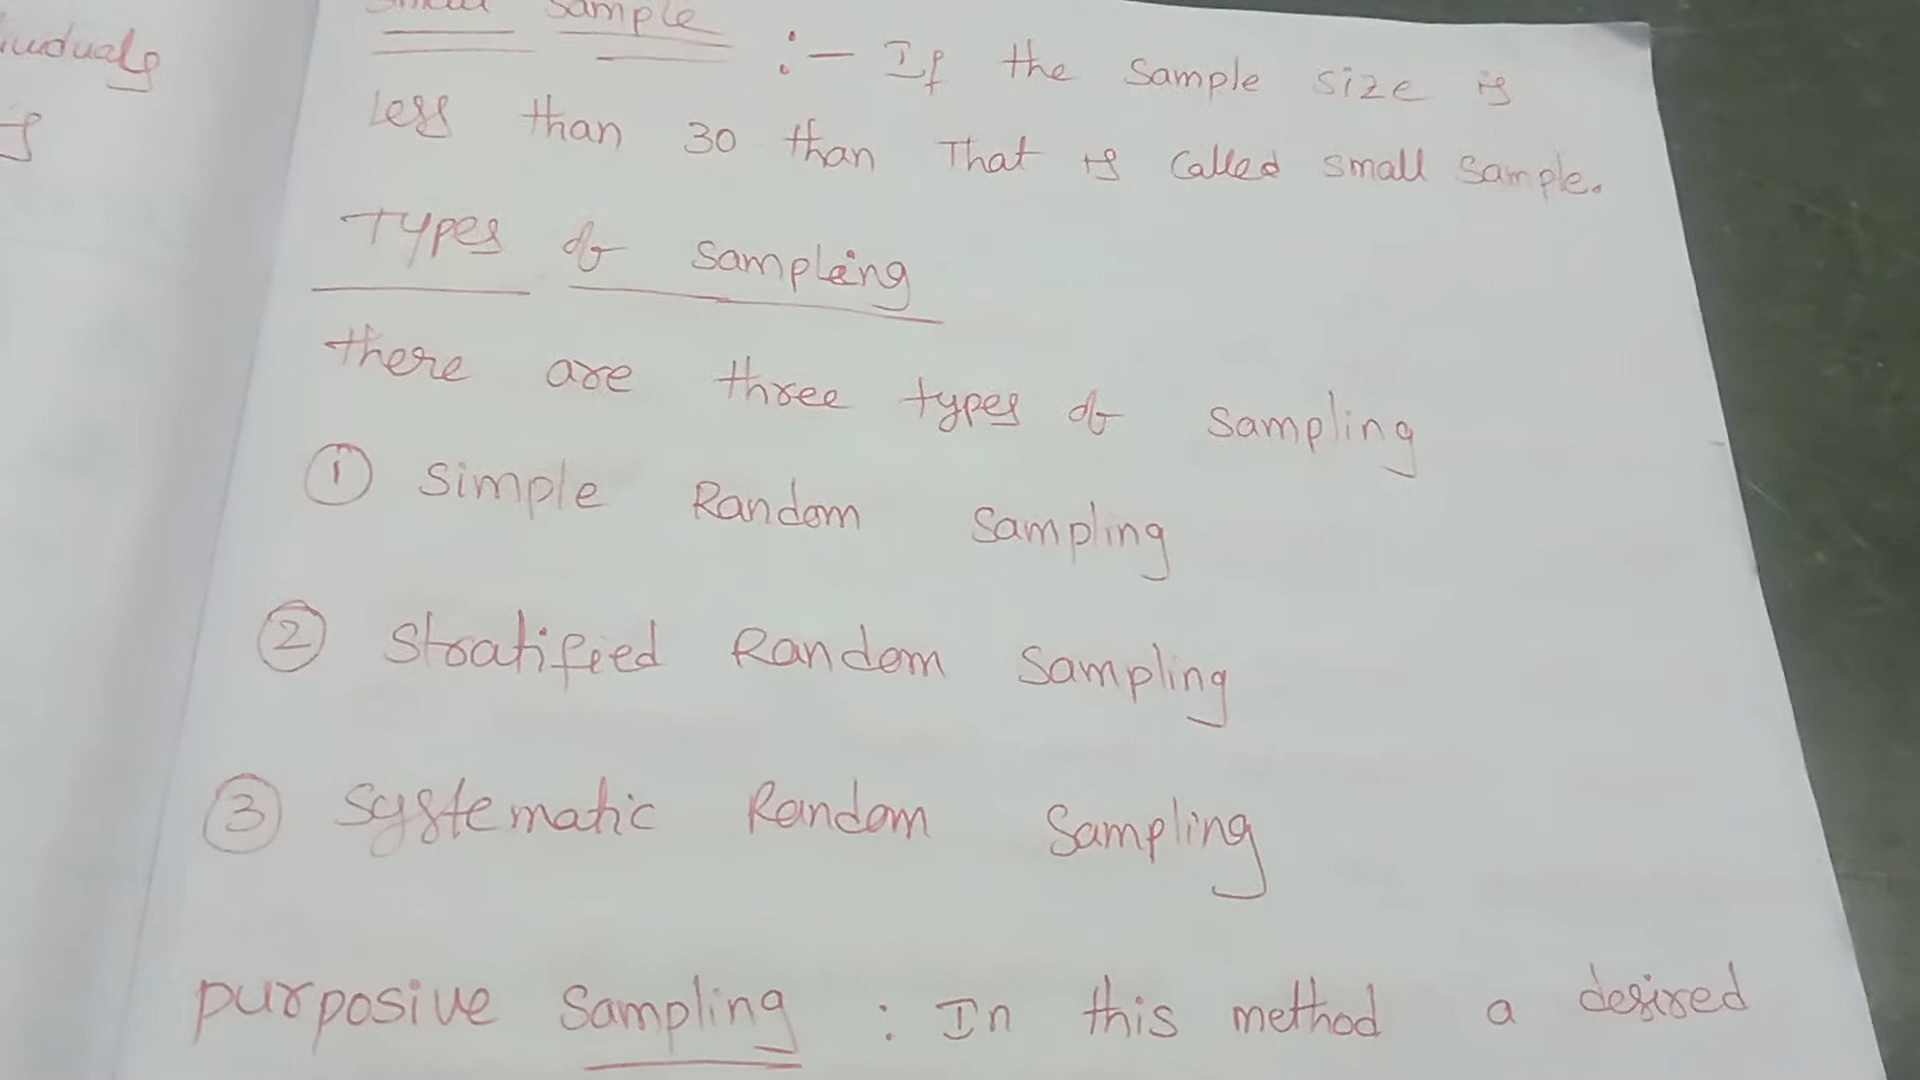 Small Sample :- If the Sample size is
less than 30 than That is Called small Sample.
Types of Sampling
there are three types of Sampling
① Simple Random Sampling
② Stratified Random Sampling
③ Systematic Random Sampling
purposive Sampling : In this method a desired